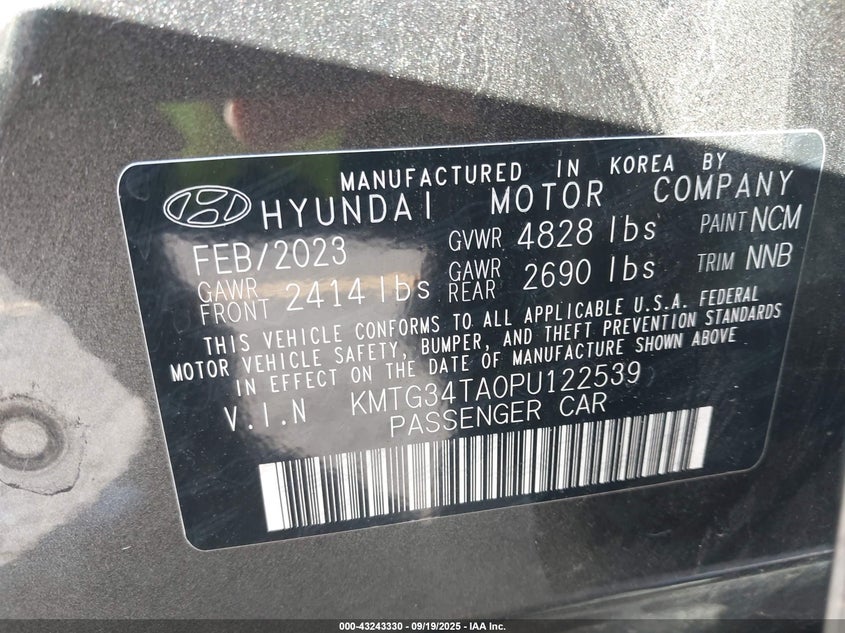 MANUFACTURED IN KOREA BY
HYUNDAI MOTOR COMPANY
FEB/2023 GVWR 4828 lbs PAINT NCM
GAWR FRONT 2414 lbs GAWR REAR 2690 lbs TRIM NNB
THIS VEHICLE CONFORMS TO ALL APPLICABLE U.S.A. FEDERAL
MOTOR VEHICLE SAFETY, BUMPER, AND THEFT PREVENTION STANDARDS
IN EFFECT ON THE DATE OF MANUFACTURE SHOWN ABOVE
V.I.N KMTG34TA0PU122539
PASSENGER CAR
000-43243330 - 09/19/2025 - IAA Inc.